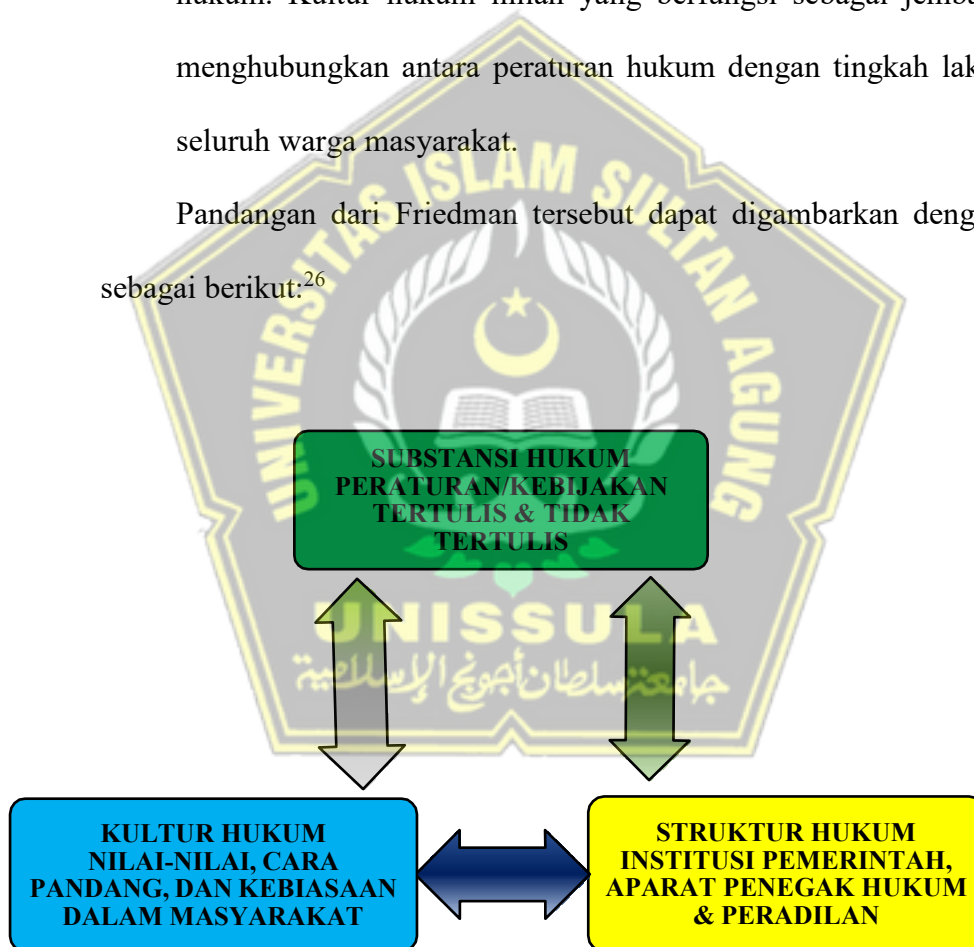 hukum. Kultur hukum inilah yang berfungsi sebagai
menghubungkan antara peraturan hukum dengan tingkah
seluruh warga masyarakat.
Pandangan dari Friedman tersebut dapat digambarkan
sebagai berikut:26
UNIVERSITAS ISLAM SULTAN AGUNG
SUBSTANSI HUKUM
PERATURAN/KEBIJAKAN
TERTULIS & TIDAK
TERTULIS
UNISSULA
جامعة سلطان أجونج الإسلامية
KULTUR HUKUM
NILAI-NILAI, CARA
PANDANG, DAN KEBIASAAN
DALAM MASYARAKAT
STRUKTUR HUKUM
INSTITUSI PEMERINTAH,
APARAT PENEGAK HUKUM
& PERADILAN